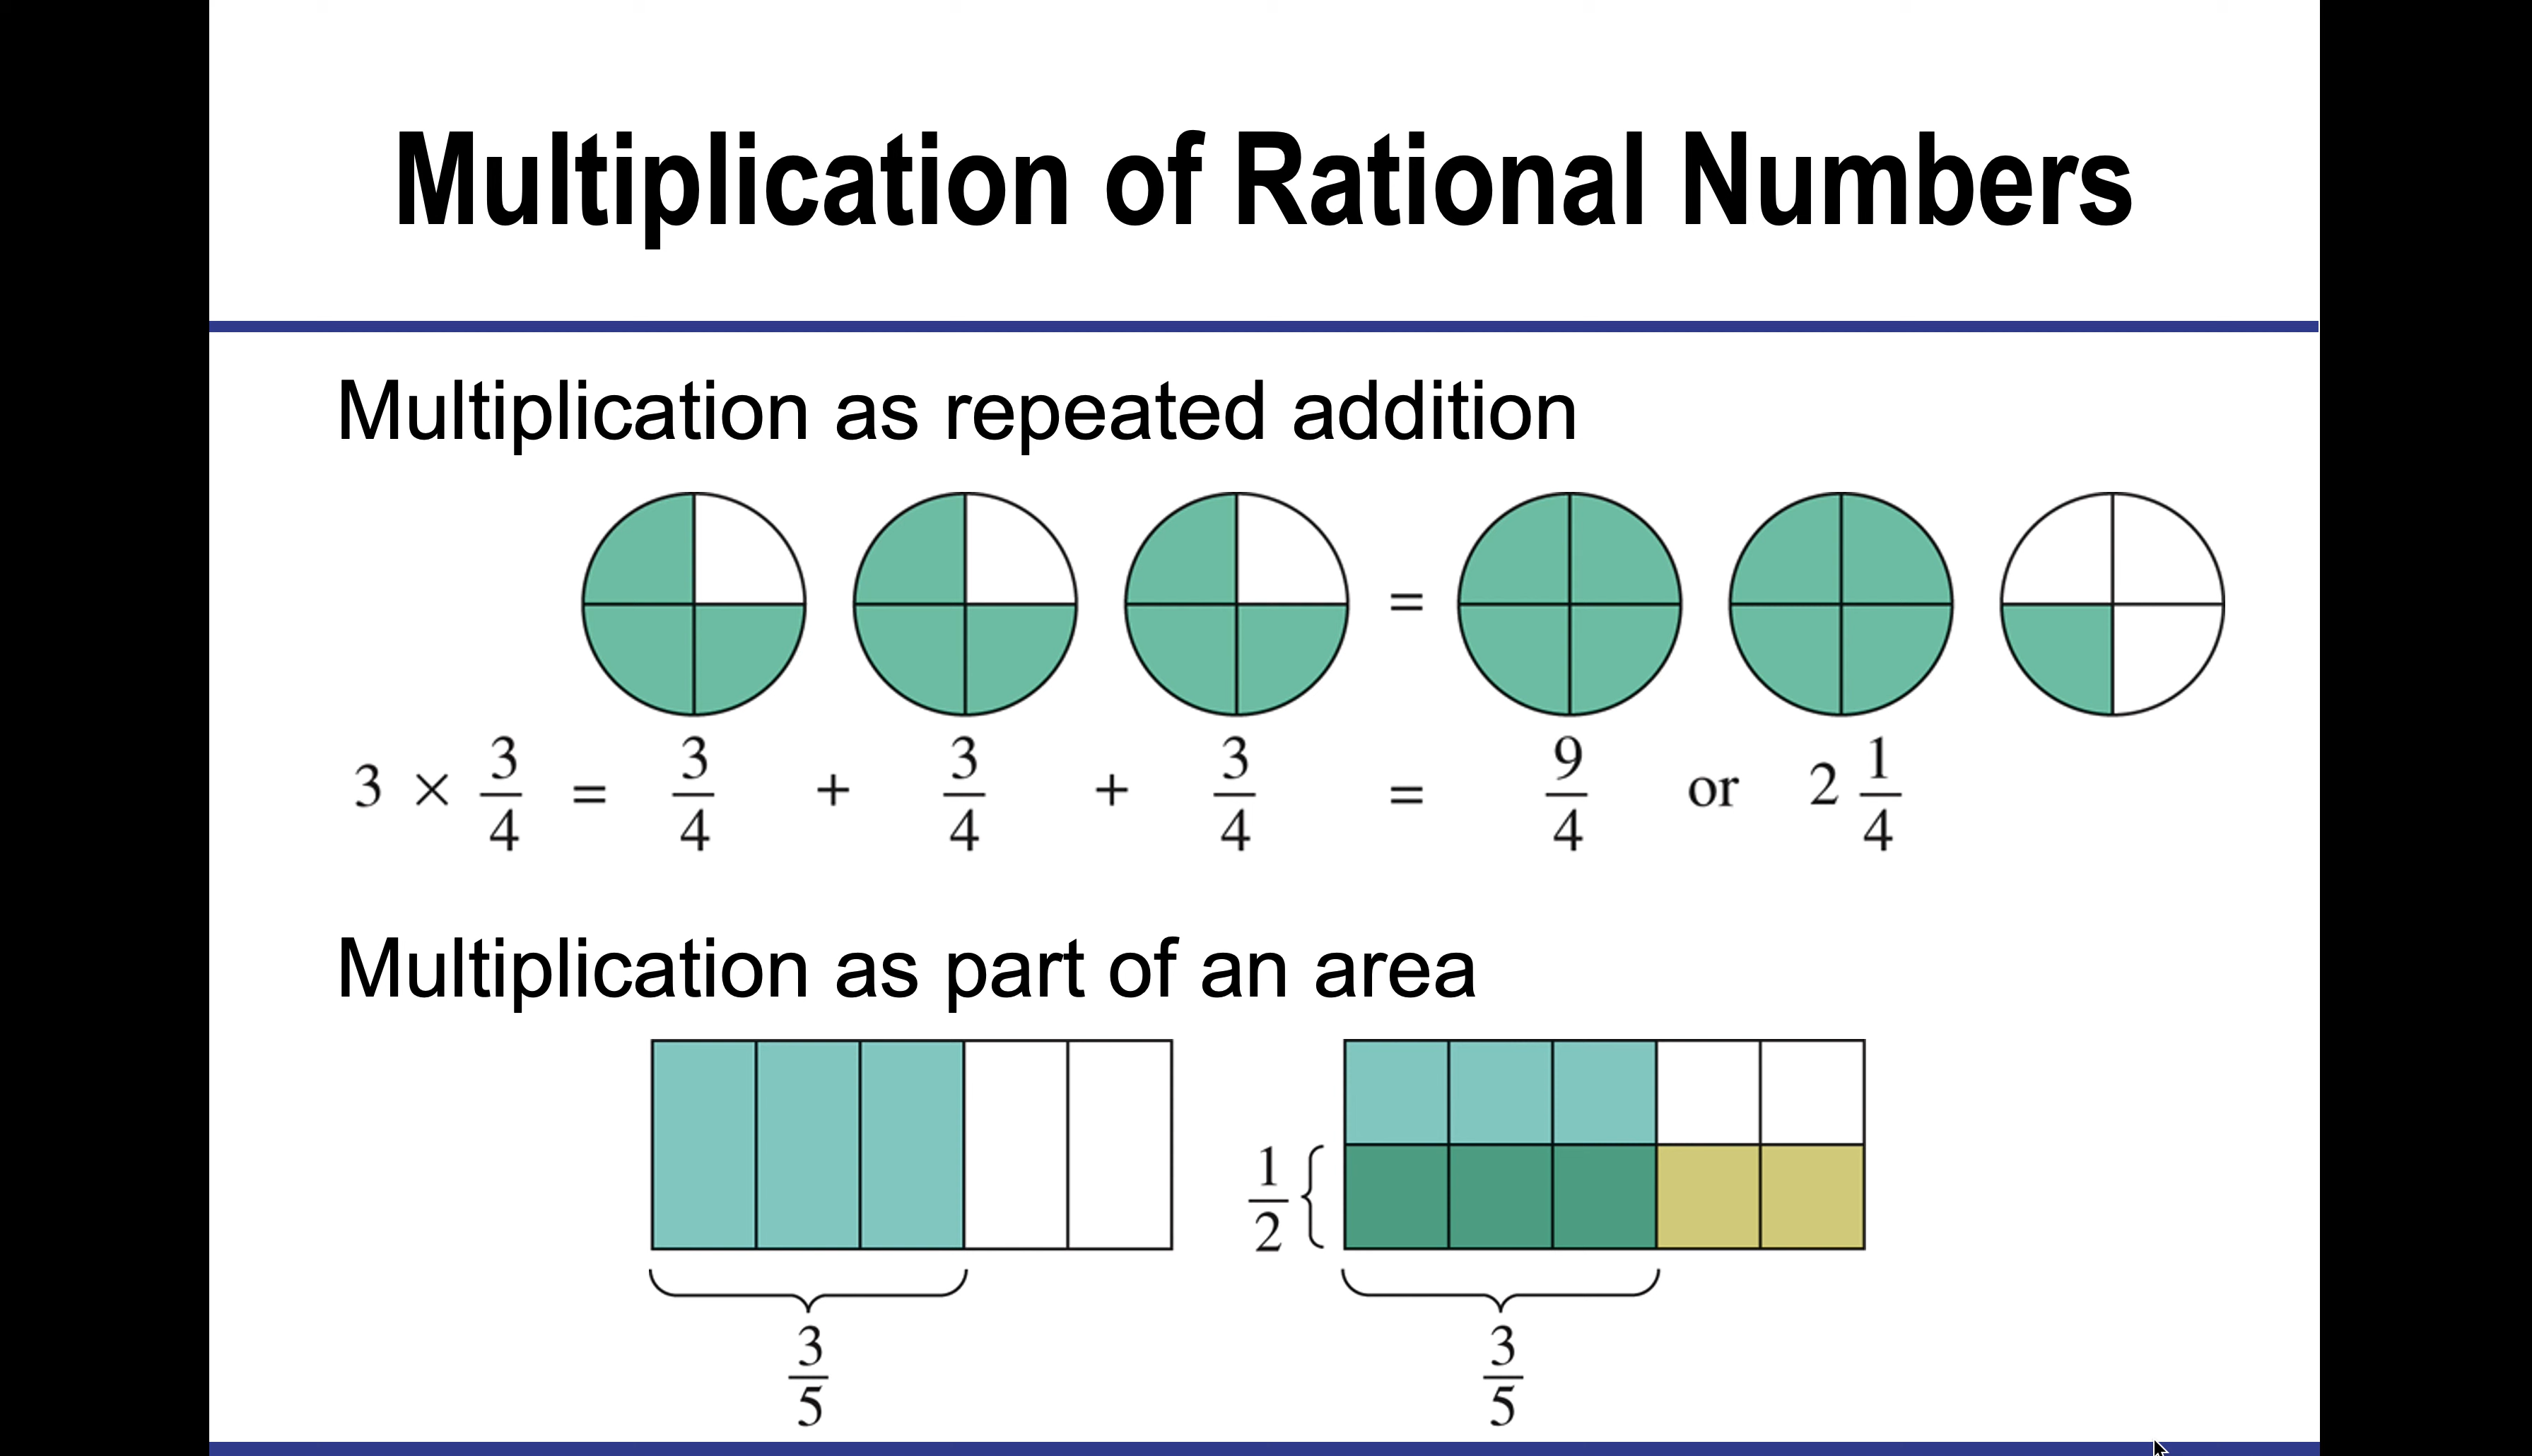 Multiplication of Rational Numbers
Multiplication as repeated addition
=
3 × 3/4 = 3/4 + 3/4 + 3/4 = 9/4 or 2 1/4
Multiplication as part of an area
1/2
3/5 3/5